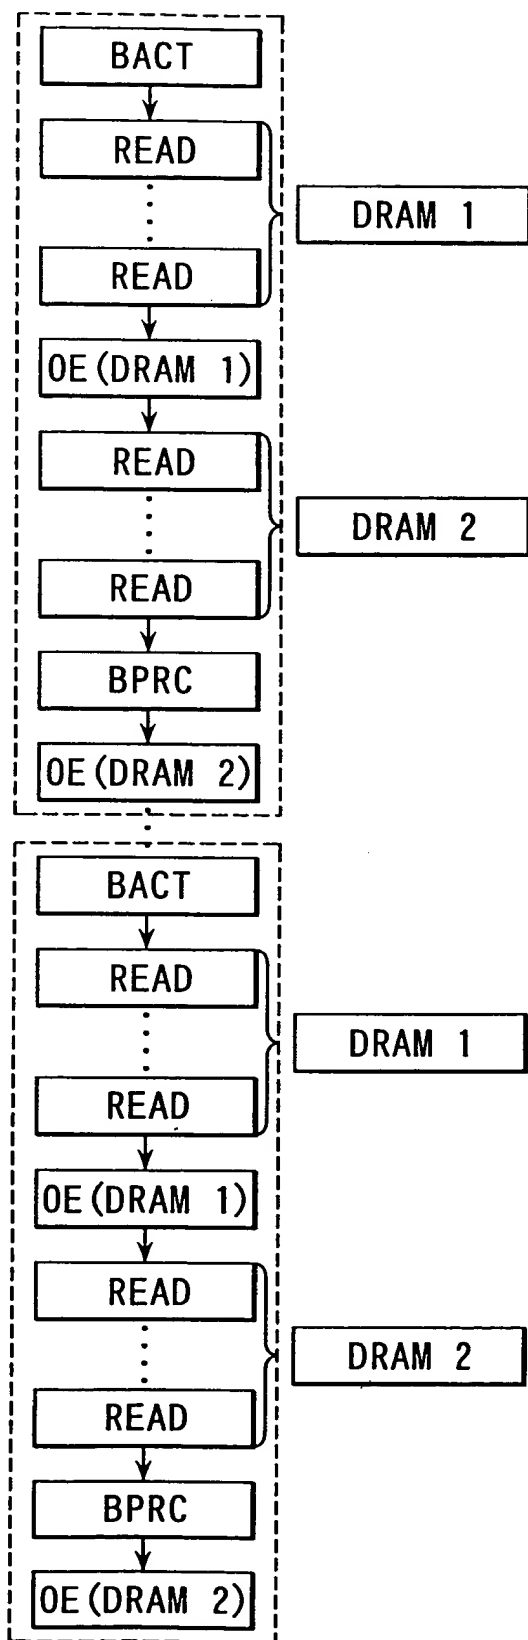 BACT
READ
DRAM 1
READ
OE(DRAM 1)
READ
DRAM 2
READ
BPRC
OE(DRAM 2)
BACT
READ
DRAM 1
READ
OE(DRAM 1)
READ
DRAM 2
READ
BPRC
OE(DRAM 2)